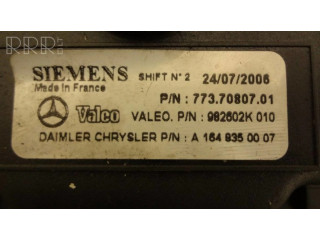 RRR
SIEMENS SHIFT N° 2 24/07/2006
Made in France
P/N : 773.70807.01
Valeo VALEO. P/N : 982602K 010
DAIMLER CHRYSLER P/N : A 164 835 00 07